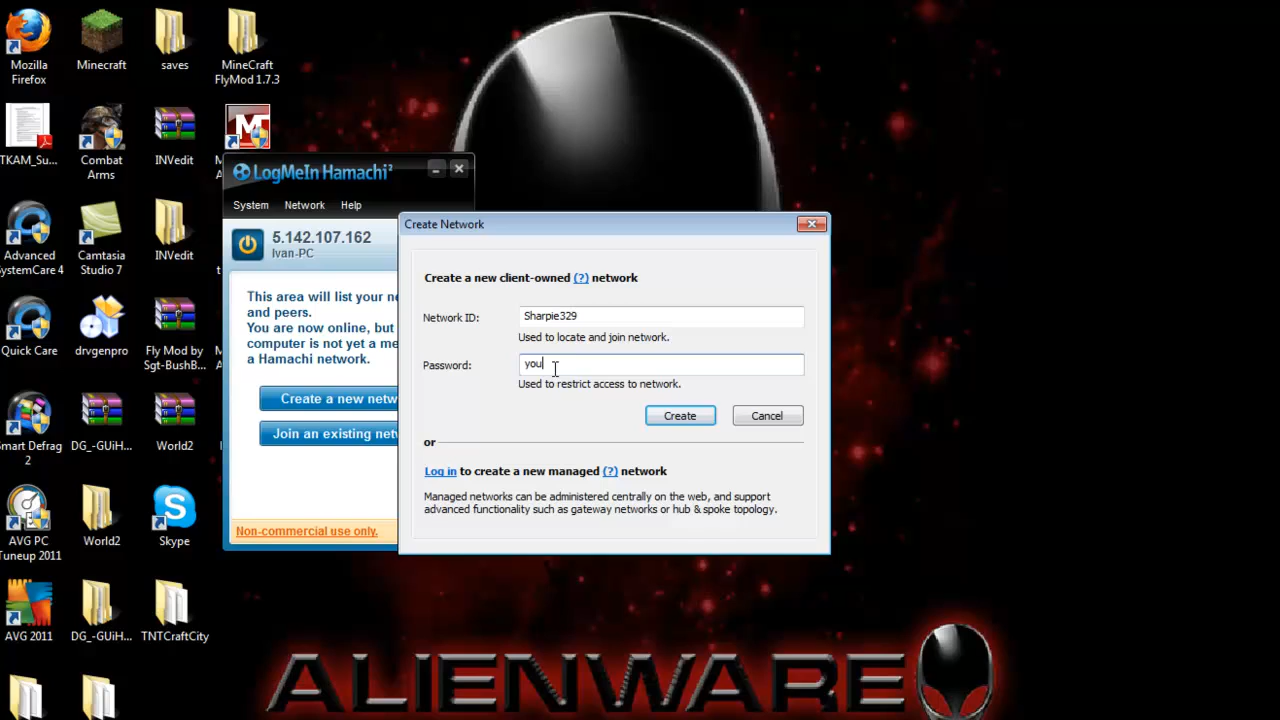 Mozilla
Firefox
Minecraft
saves
MineCraft
FlyMod 1.7.3
TKAM_Su...
Combat
Arms
INVedit
LogMeIn Hamachi²
System Network Help
5.142.107.162
Ivan-PC
This area will list your ne
and peers.
You are now online, but
computer is not yet a me
a Hamachi network.
Create a new netw
Join an existing netw
Non-commercial use only.
Create Network
Create a new client-owned (?) network
Network ID: Sharpie329
Used to locate and join network.
Password: you
Used to restrict access to network.
Create Cancel
or
Log in to create a new managed (?) network
Managed networks can be administered centrally on the web, and support
advanced functionality such as gateway networks or hub & spoke topology.
Advanced
SystemCare 4
Camtasia
Studio 7
INVedit
Quick Care
drvgenpro
Fly Mod by
Sgt-BushB...
Smart Defrag
2
DG_-GUiH...
World2
AVG PC
Tuneup 2011
World2
Skype
AVG 2011
DG_-GUiH...
TNTCraftCity
ALIENWARE